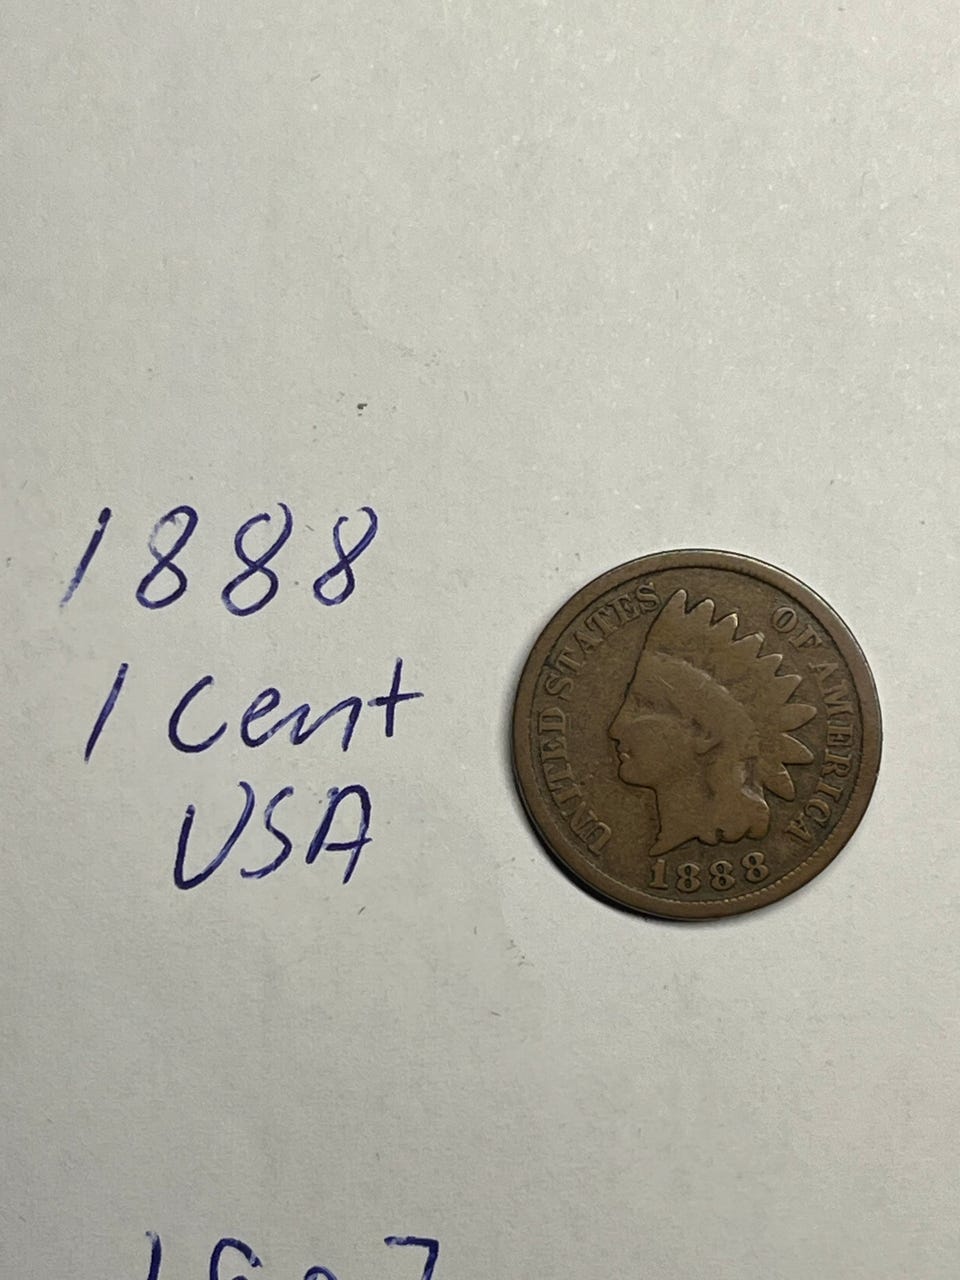 1888
1 Cent
USA
UNITED STATES OF AMERICA
1888